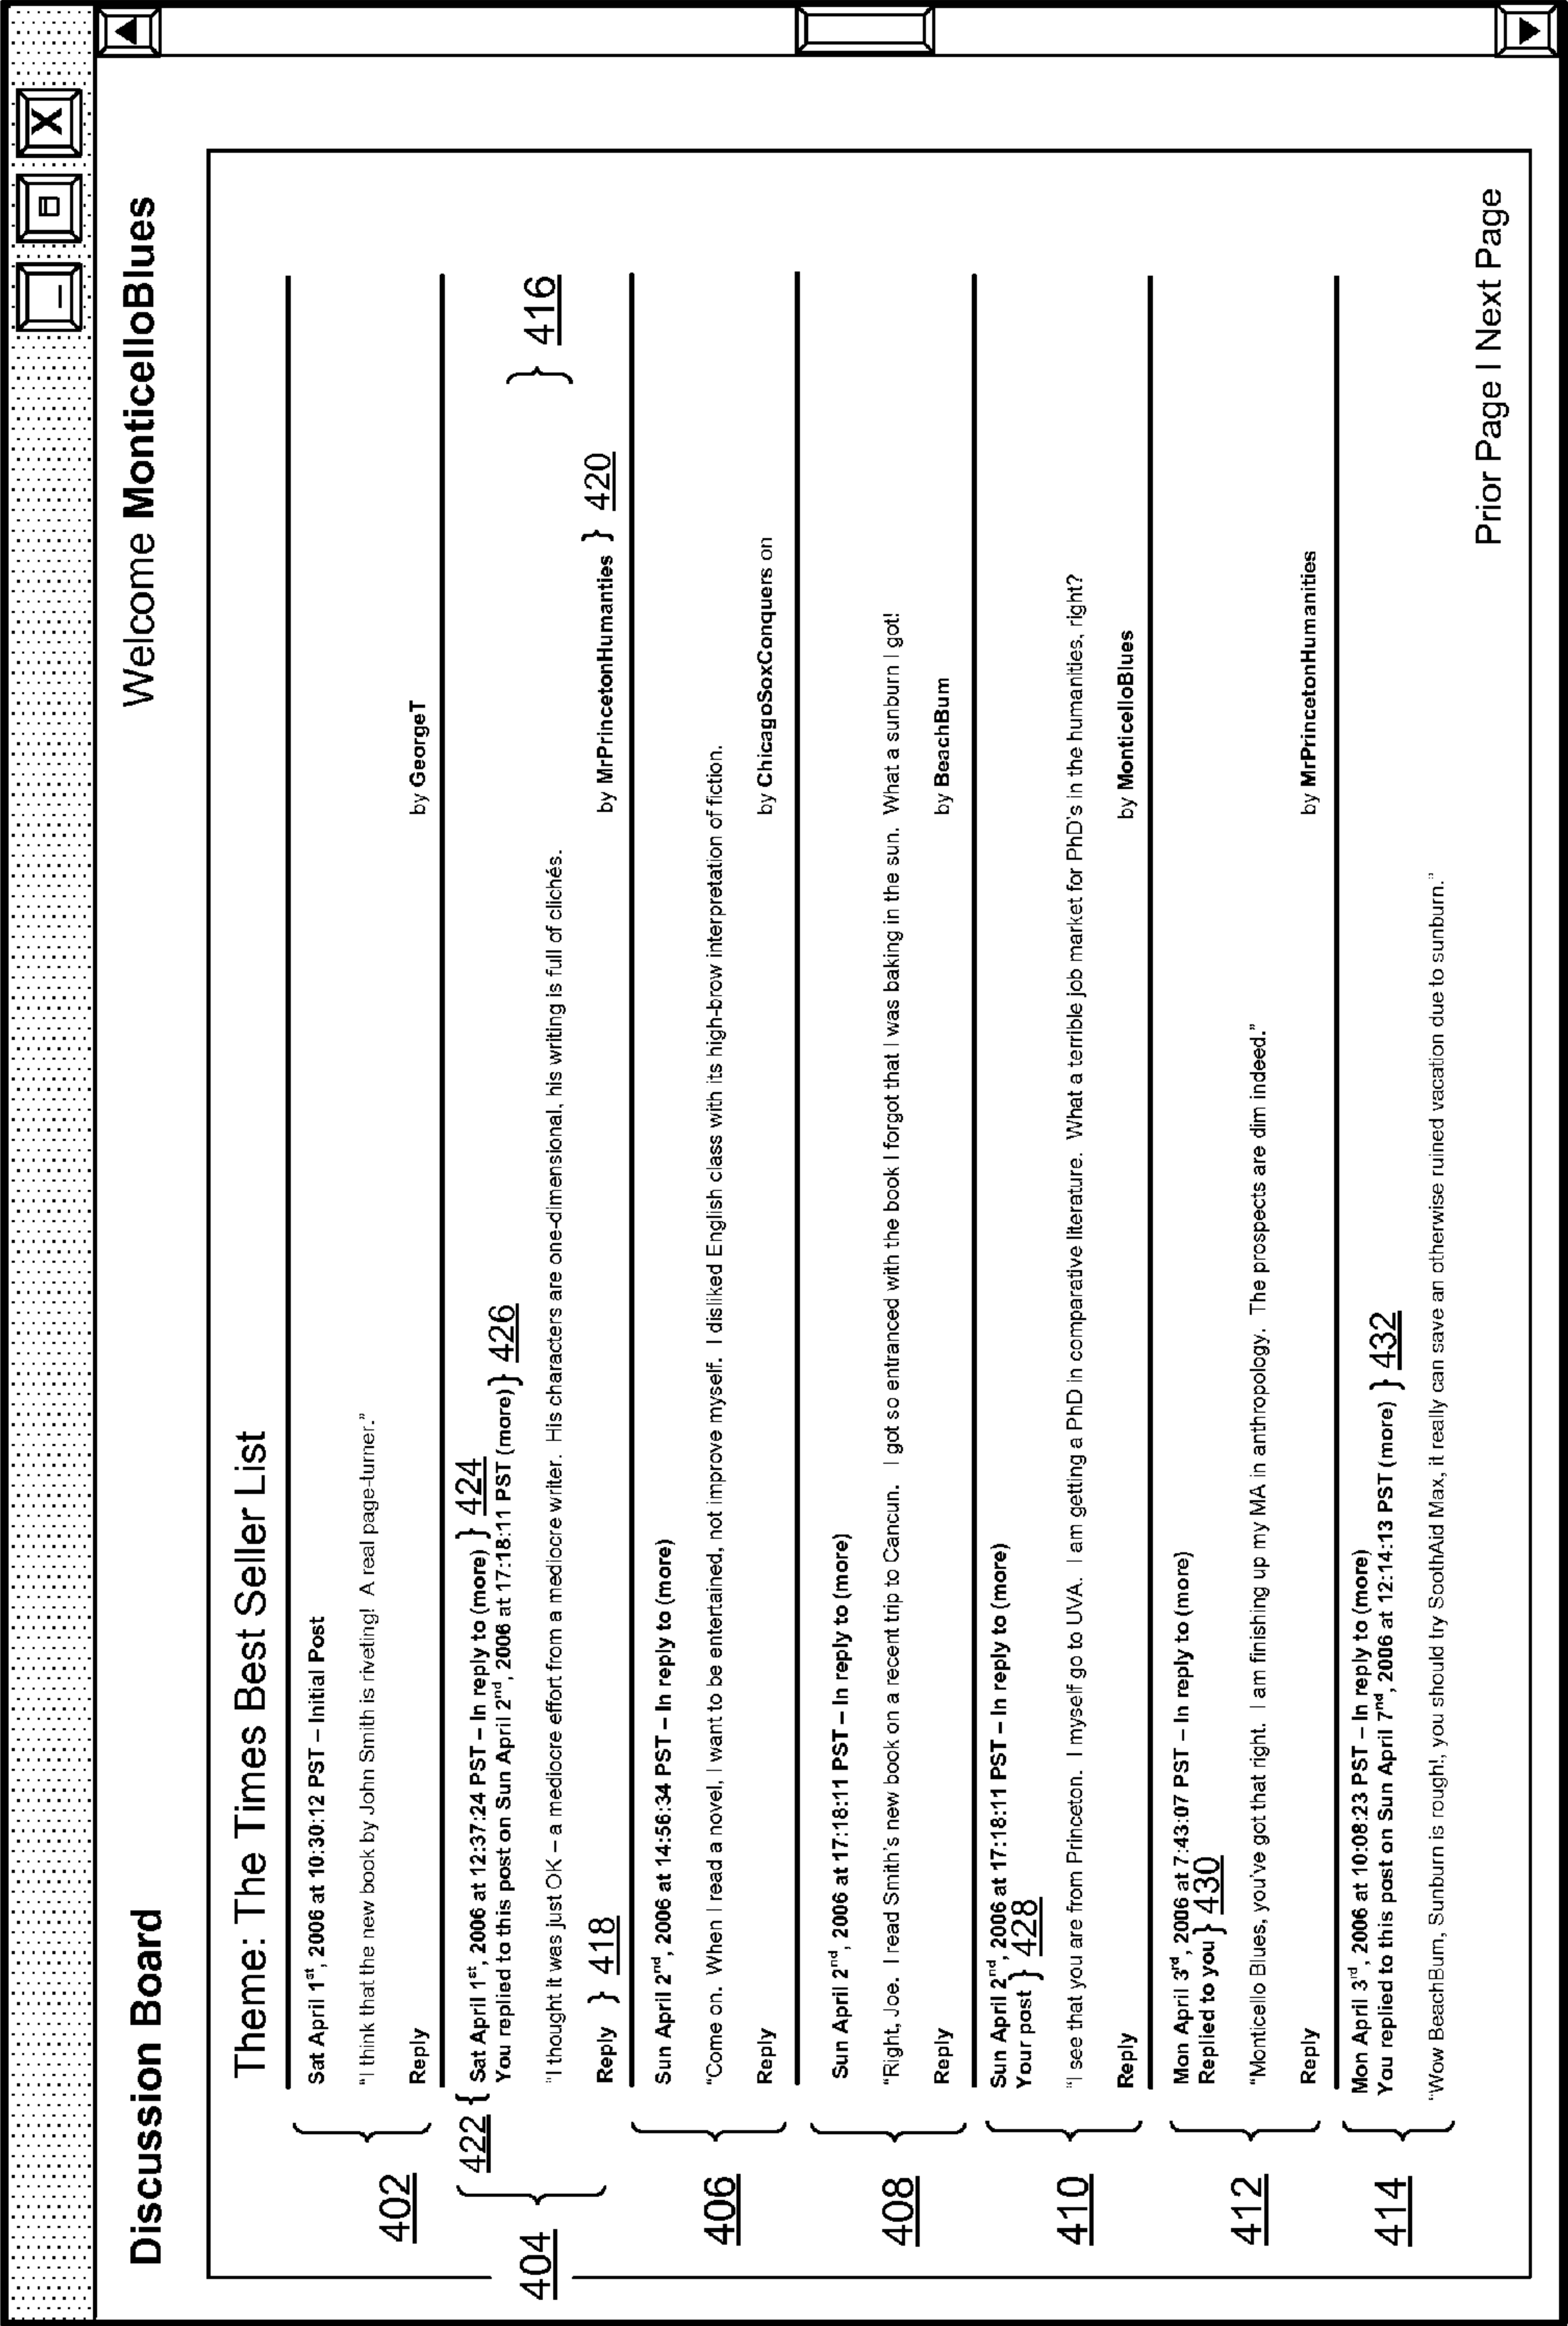 X
Discussion Board
Welcome MonticelloBlues
Theme: The Times Best Seller List
402
Sat April 1st, 2006 at 10:30:12 PST – Initial Post
“I think that the new book by John Smith is riveting!  A real page-turner.”
Reply
by GeorgeT
404
422 { Sat April 1st, 2006 at 12:37:24 PST – In reply to (more) } 424
You replied to this post on Sun April 2nd, 2006 at 17:18:11 PST (more) } 426
“I thought it was just OK – a mediocre effort from a mediocre writer.  His characters are one-dimensional, his writing is full of clichés.
} 416
Reply } 418
by MrPrincetonHumanties } 420
406
Sun April 2nd, 2006 at 14:56:34 PST – In reply to (more)
“Come on.  When I read a novel, I want to be entertained, not improve myself.  I disliked English class with its high-brow interpretation of fiction.
Reply
by ChicagoSoxConquers on
408
Sun April 2nd, 2006 at 17:18:11 PST – In reply to (more)
“Right, Joe.  I read Smith's new book on a recent trip to Cancun.  I got so entranced with the book I forgot that I was baking in the sun.  What a sunburn I got!
Reply
by BeachBum
410
Sun April 2nd, 2006 at 17:18:11 PST – In reply to (more)
Your post } 428
“I see that you are from Princeton.  I myself go to UVA.  I am getting a PhD in comparative literature.  What a terrible job market for PhD's in the humanities, right?
Reply
by MonticelloBlues
412
Mon April 3rd, 2006 at 7:43:07 PST – In reply to (more)
Replied to you } 430
“Monticello Blues, you've got that right.  I am finishing up my MA in anthropology.  The prospects are dim indeed.”
Reply
by MrPrincetonHumanities
414
Mon April 3rd, 2006 at 10:08:23 PST – In reply to (more)
You replied to this post on Sun April 7nd, 2006 at 12:14:13 PST (more) } 432
“Wow BeachBum, Sunburn is rough!, you should try SoothAid Max, it really can save an otherwise ruined vacation due to sunburn.”
Prior Page | Next Page